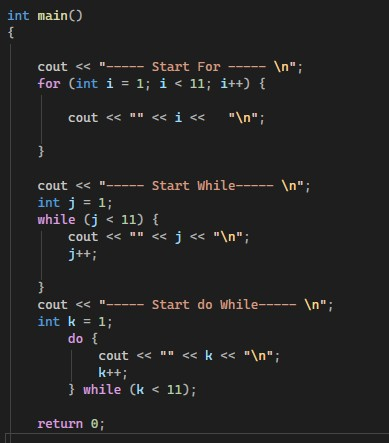 int main()
{
cout << "----- Start For ----- \n";
for (int i = 1; i < 11; i++) {
cout << "" << i <<   "\n";
}
cout << "----- Start While----- \n";
int j = 1;
while (j < 11) {
cout << "" << j << "\n";
j++;
}
cout << "----- Start do While----- \n";
int k = 1;
do {
cout << "" << k << "\n";
k++;
} while (k < 11);
return 0;